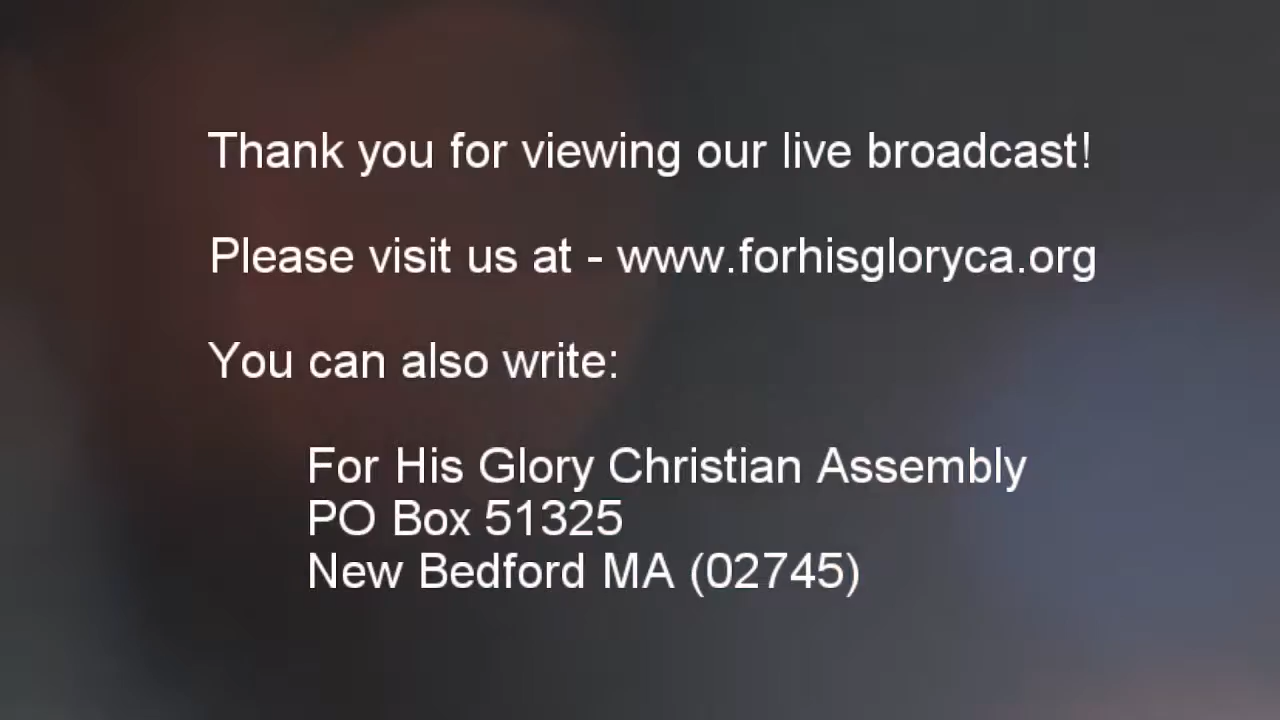 Thank you for viewing our live broadcast!
Please visit us at - www.forhisgloryca.org
You can also write:
For His Glory Christian Assembly
PO Box 51325
New Bedford MA (02745)